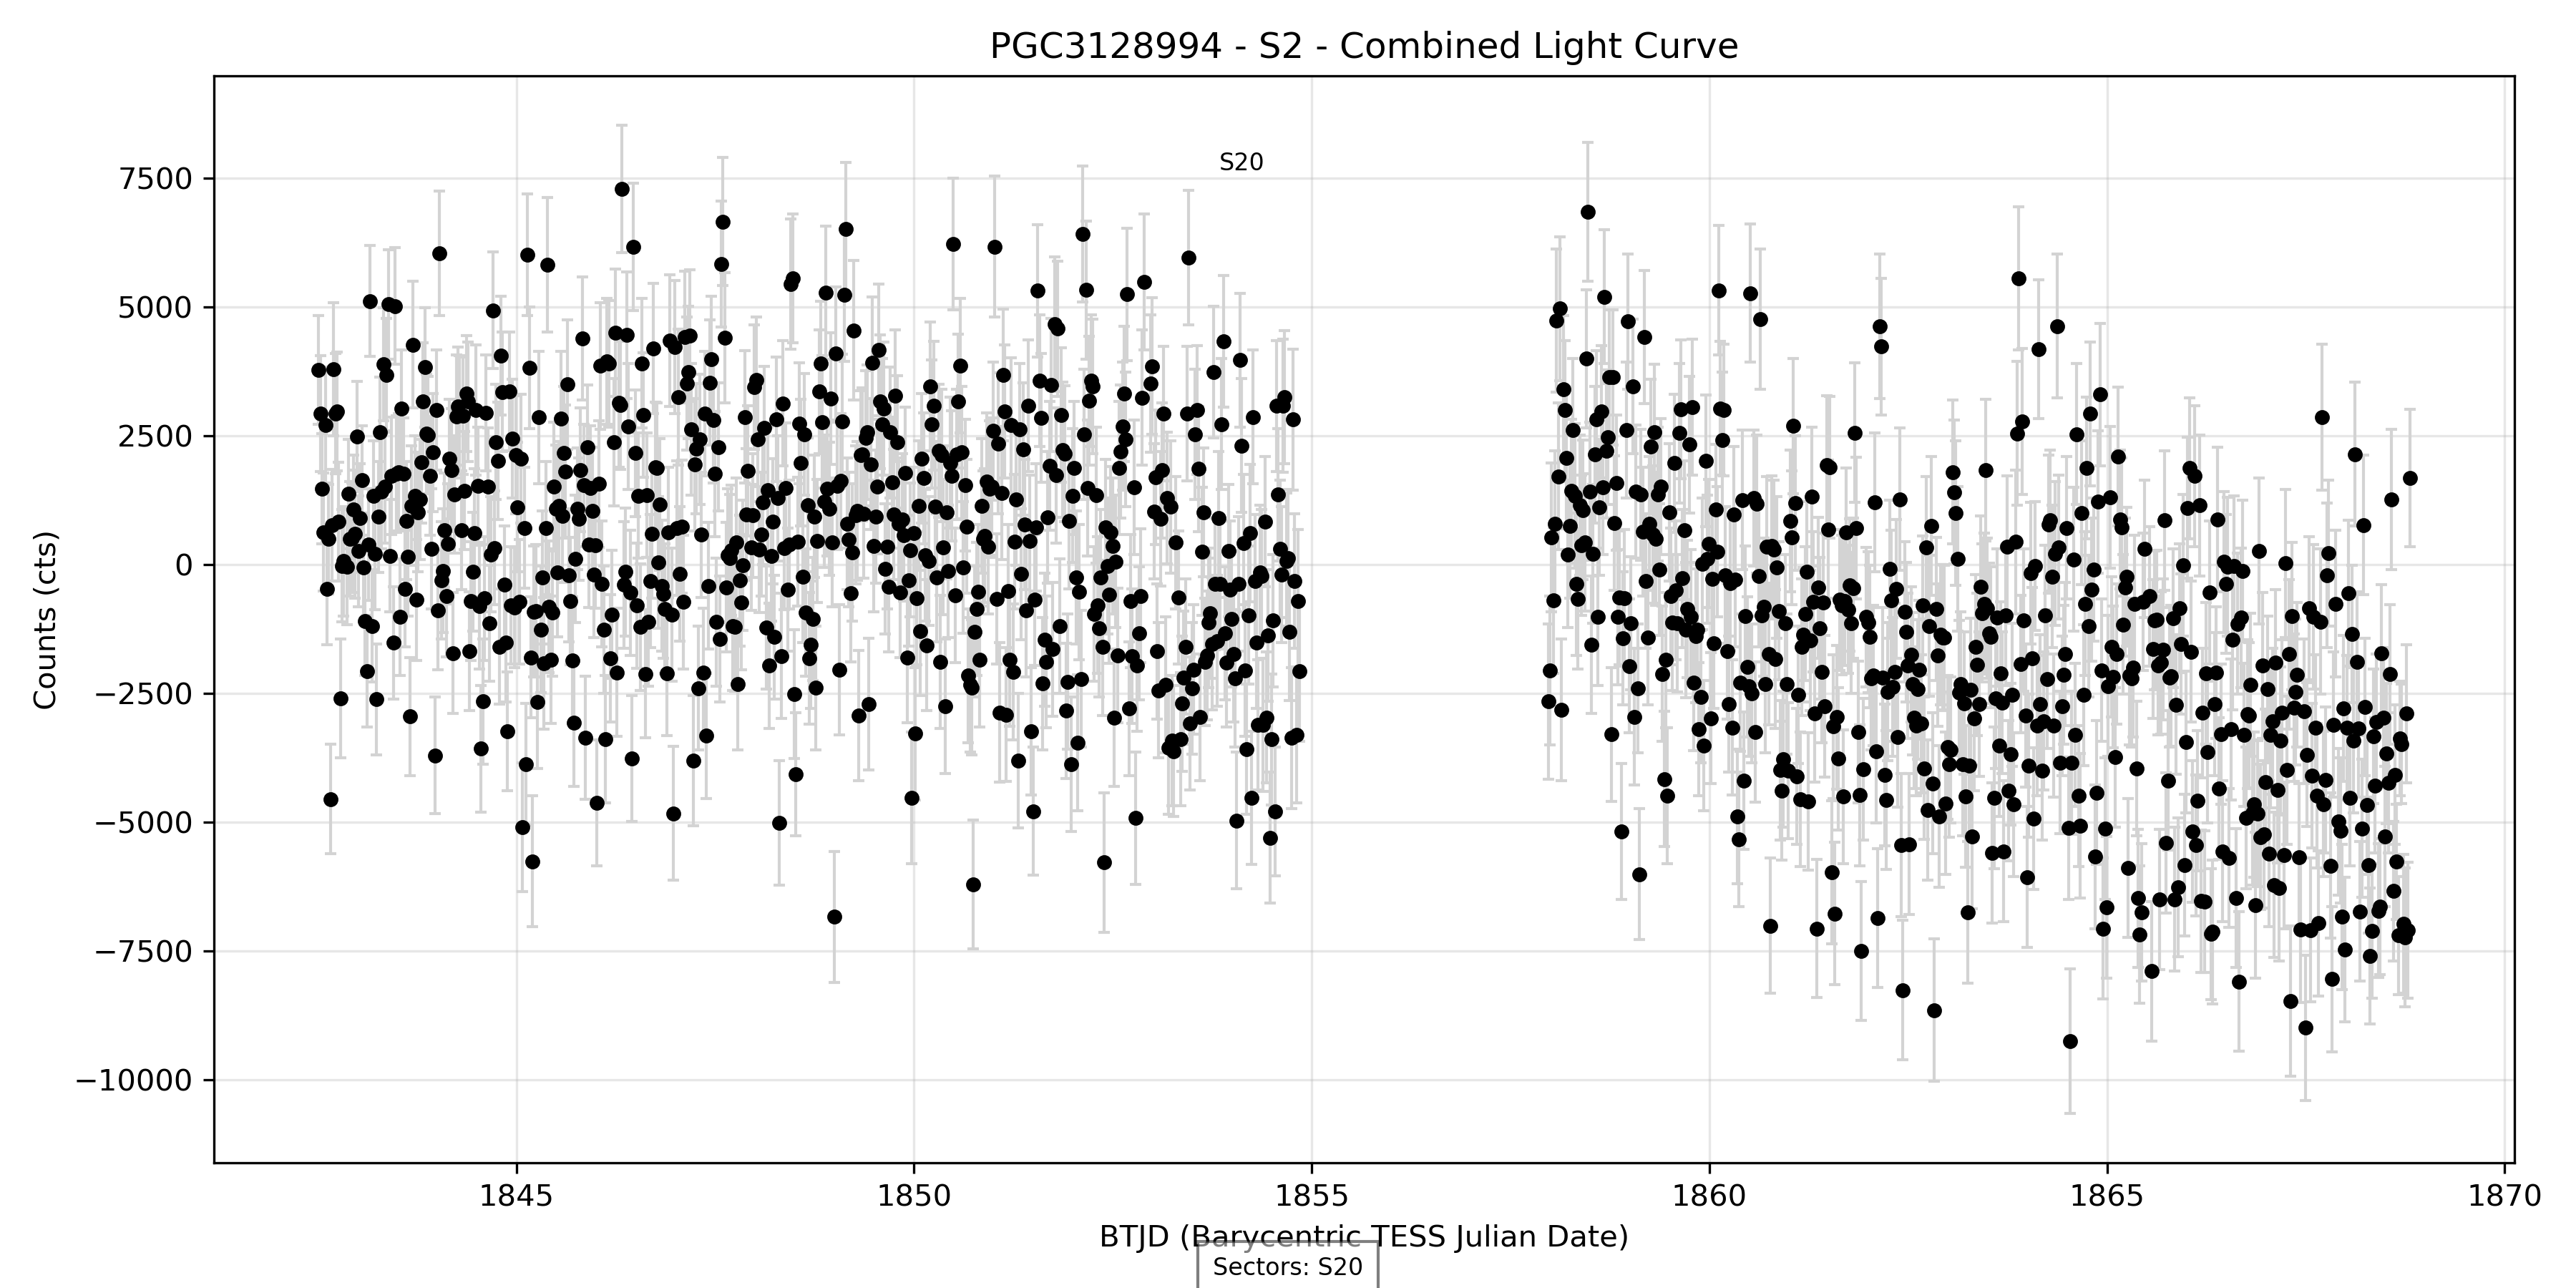 PGC3128994 - S2 - Combined Light Curve
S20
7500
5000
2500
0
−2500
−5000
−7500
−10000
Counts (cts)
1845
1850
1855
1860
1865
1870
BTJD (Barycentric TESS Julian Date)
Sectors: S20